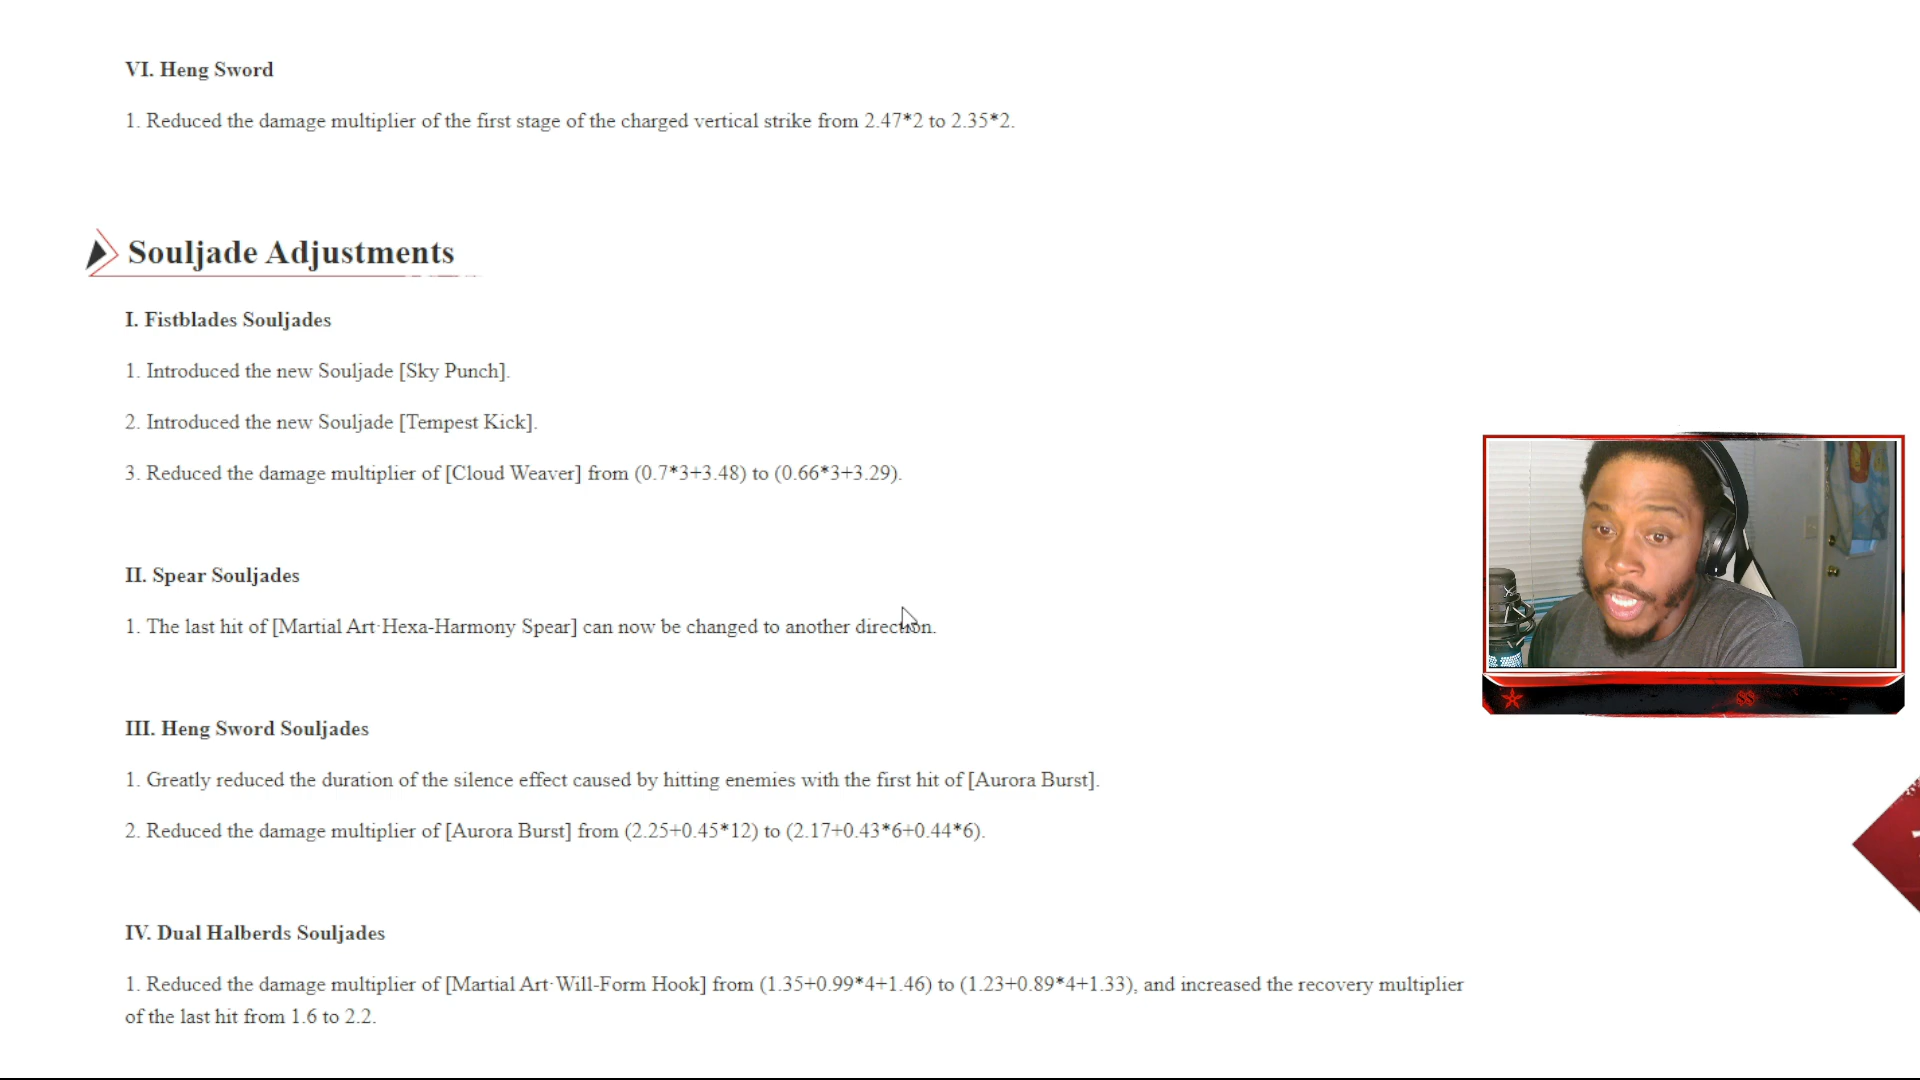 VI. Heng Sword
1. Reduced the damage multiplier of the first stage of the charged vertical strike from 2.47*2 to 2.35*2.
Souljade Adjustments
I. Fistblades Souljades
1. Introduced the new Souljade [Sky Punch].
2. Introduced the new Souljade [Tempest Kick].
3. Reduced the damage multiplier of [Cloud Weaver] from (0.7*3+3.48) to (0.66*3+3.29).
II. Spear Souljades
1. The last hit of [Martial Art·Hexa-Harmony Spear] can now be changed to another direction.
III. Heng Sword Souljades
1. Greatly reduced the duration of the silence effect caused by hitting enemies with the first hit of [Aurora Burst].
2. Reduced the damage multiplier of [Aurora Burst] from (2.25+0.45*12) to (2.17+0.43*6+0.44*6).
IV. Dual Halberds Souljades
1. Reduced the damage multiplier of [Martial Art·Will-Form Hook] from (1.35+0.99*4+1.46) to (1.23+0.89*4+1.33), and increased the recovery multiplier
of the last hit from 1.6 to 2.2.